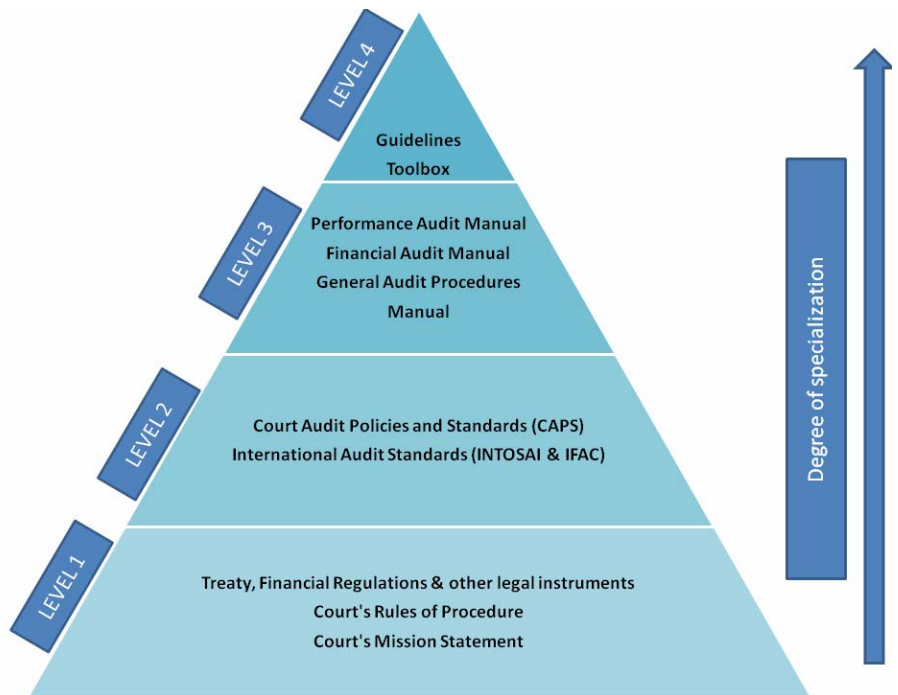 LEVEL 4
Guidelines
Toolbox
LEVEL 3
Performance Audit Manual
Financial Audit Manual
General Audit Procedures
Manual
LEVEL 2
Court Audit Policies and Standards (CAPS)
International Audit Standards (INTOSAI & IFAC)
LEVEL 1
Treaty, Financial Regulations & other legal instruments
Court's Rules of Procedure
Court's Mission Statement
Degree of specialization